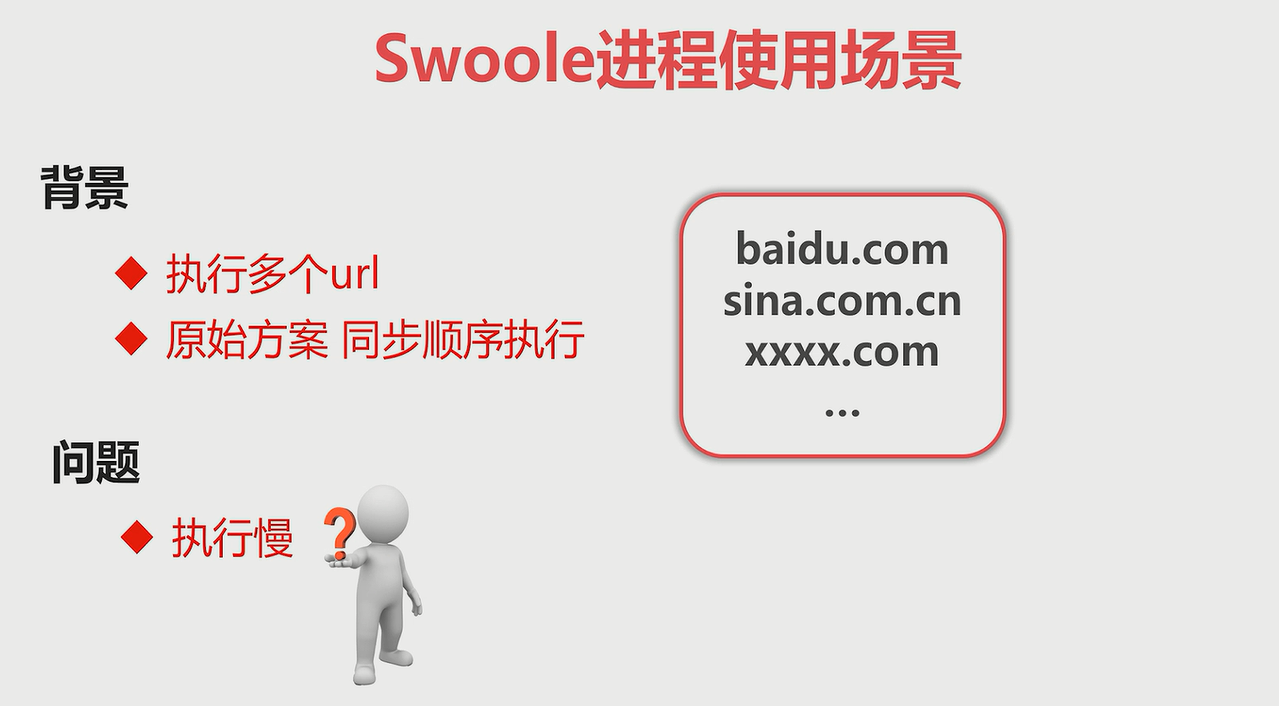 Swoole进程使用场景
背景
执行多个url
原始方案 同步顺序执行
baidu.com
sina.com.cn
xxxx.com
...
问题
执行慢
?